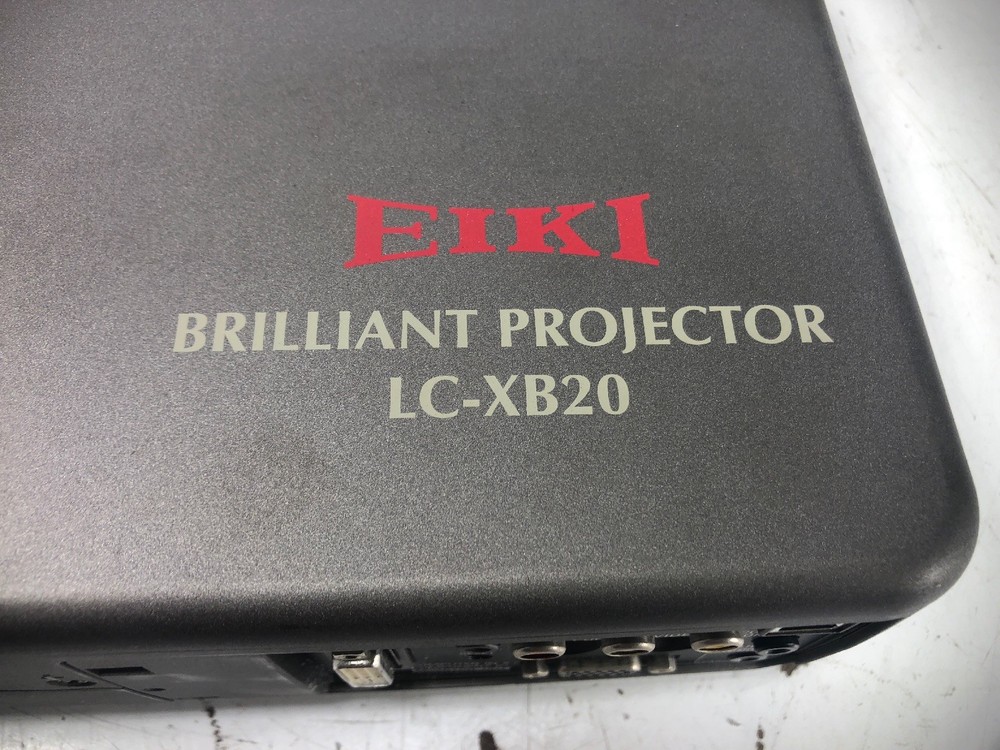 EIKI
BRILLIANT PROJECTOR
LC-XB20